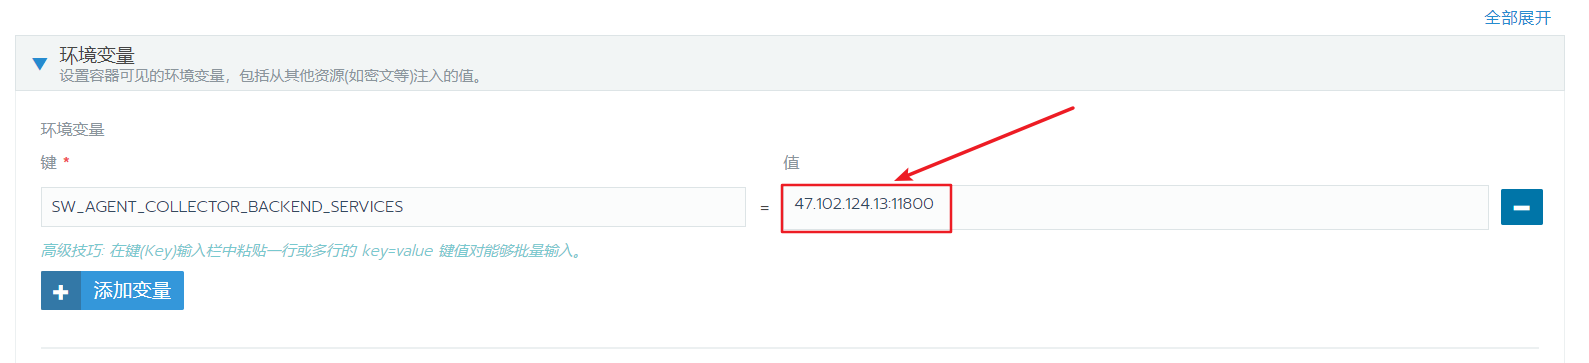 全部展开
环境变量
设置容器可见的环境变量，包括从其他资源(如密文等)注入的值。
环境变量
键 * 值
SW_AGENT_COLLECTOR_BACKEND_SERVICES = 47.102.124.13:11800
高级技巧: 在键(Key)输入栏中粘贴一行或多行的 key=value 键值对能够批量输入。
添加变量